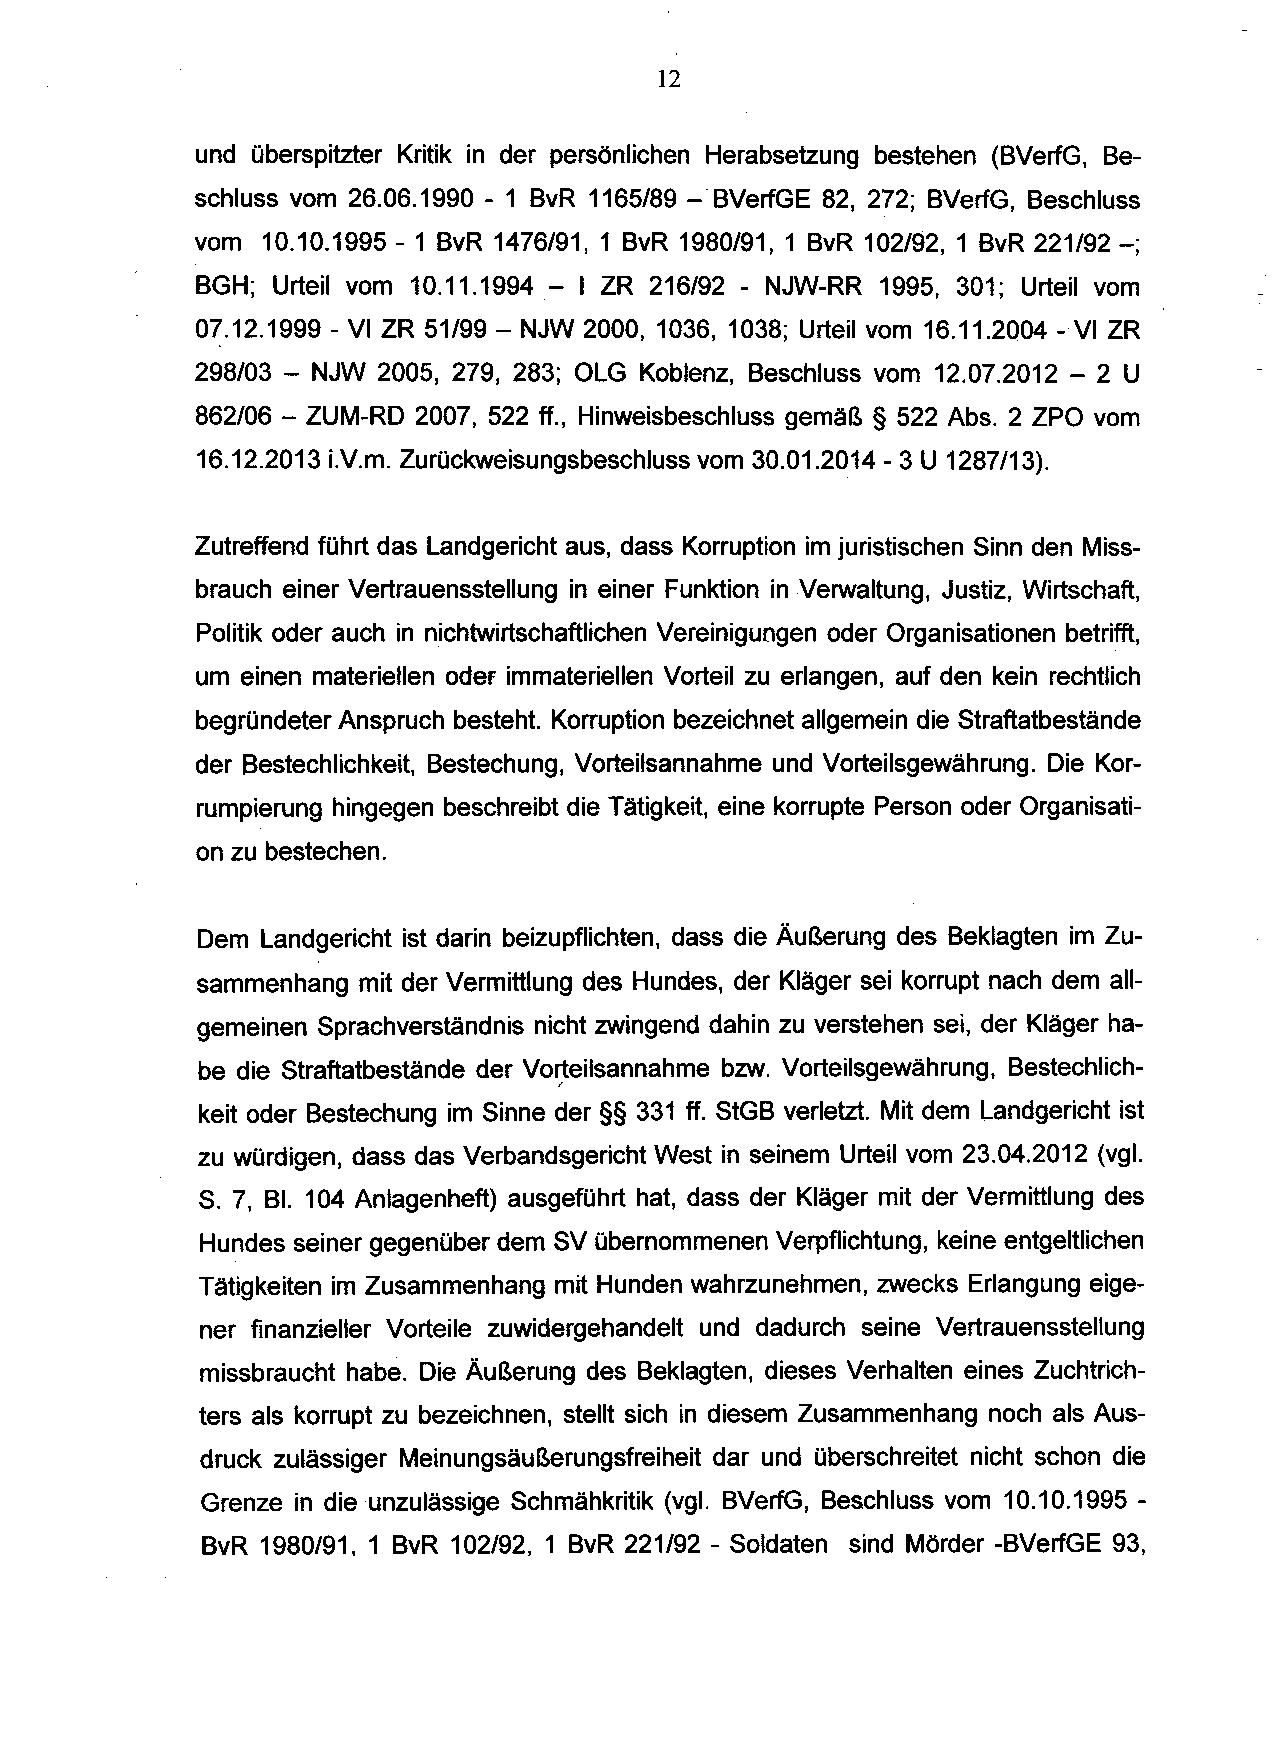 12
und überspitzter Kritik in der persönlichen Herabsetzung bestehen (BVerfG, Be-
schluss vom 26.06.1990 - 1 BvR 1165/89 – BVerfGE 82, 272; BVerfG, Beschluss
vom 10.10.1995 - 1 BvR 1476/91, 1 BvR 1980/91, 1 BvR 102/92, 1 BvR 221/92 –;
BGH; Urteil vom 10.11.1994 – I ZR 216/92 - NJW-RR 1995, 301; Urteil vom
07.12.1999 - VI ZR 51/99 – NJW 2000, 1036, 1038; Urteil vom 16.11.2004 - VI ZR
298/03 – NJW 2005, 279, 283; OLG Koblenz, Beschluss vom 12.07.2012 – 2 U
862/06 – ZUM-RD 2007, 522 ff., Hinweisbeschluss gemäß § 522 Abs. 2 ZPO vom
16.12.2013 i.V.m. Zurückweisungsbeschluss vom 30.01.2014 - 3 U 1287/13).
Zutreffend führt das Landgericht aus, dass Korruption im juristischen Sinn den Miss-
brauch einer Vertrauensstellung in einer Funktion in Verwaltung, Justiz, Wirtschaft,
Politik oder auch in nichtwirtschaftlichen Vereinigungen oder Organisationen betrifft,
um einen materiellen oder immateriellen Vorteil zu erlangen, auf den kein rechtlich
begründeter Anspruch besteht. Korruption bezeichnet allgemein die Straftatbestände
der Bestechlichkeit, Bestechung, Vorteilsannahme und Vorteilsgewährung. Die Kor-
rumpierung hingegen beschreibt die Tätigkeit, eine korrupte Person oder Organisati-
on zu bestechen.
Dem Landgericht ist darin beizupflichten, dass die Äußerung des Beklagten im Zu-
sammenhang mit der Vermittlung des Hundes, der Kläger sei korrupt nach dem all-
gemeinen Sprachverständnis nicht zwingend dahin zu verstehen sei, der Kläger ha-
be die Straftatbestände der Vorteilsannahme bzw. Vorteilsgewährung, Bestechlich-
keit oder Bestechung im Sinne der §§ 331 ff. StGB verletzt. Mit dem Landgericht ist
zu würdigen, dass das Verbandsgericht West in seinem Urteil vom 23.04.2012 (vgl.
S. 7, Bl. 104 Anlagenheft) ausgeführt hat, dass der Kläger mit der Vermittlung des
Hundes seiner gegenüber dem SV übernommenen Verpflichtung, keine entgeltlichen
Tätigkeiten im Zusammenhang mit Hunden wahrzunehmen, zwecks Erlangung eige-
ner finanzieller Vorteile zuwidergehandelt und dadurch seine Vertrauensstellung
missbraucht habe. Die Äußerung des Beklagten, dieses Verhalten eines Zuchtrich-
ters als korrupt zu bezeichnen, stellt sich in diesem Zusammenhang noch als Aus-
druck zulässiger Meinungsäußerungsfreiheit dar und überschreitet nicht schon die
Grenze in die unzulässige Schmähkritik (vgl. BVerfG, Beschluss vom 10.10.1995 -
BvR 1980/91, 1 BvR 102/92, 1 BvR 221/92 - Soldaten sind Mörder -BVerfGE 93,